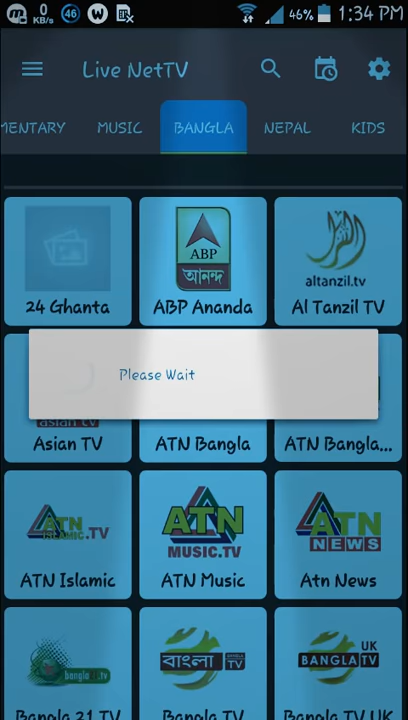 0
KB/s
46
W
46%
1:34 PM
Live NetTV
MENTARY
MUSIC
BANGLA
NEPAL
KIDS
ABP
আনন্দ
altanzil.tv
24 Ghanta
ABP Ananda
Al Tanzil TV
Please Wait
asian tv
Asian TV
ATN Bangla
ATN Bangla...
ATN
ISLAMIC.TV
ATN
MUSIC.TV
ATN
NEWS
ATN Islamic
ATN Music
Atn News
বাংলা
TV
UK
BANGLA TV
Bangla 21 TV
Bangla TV
Bangla TV UK